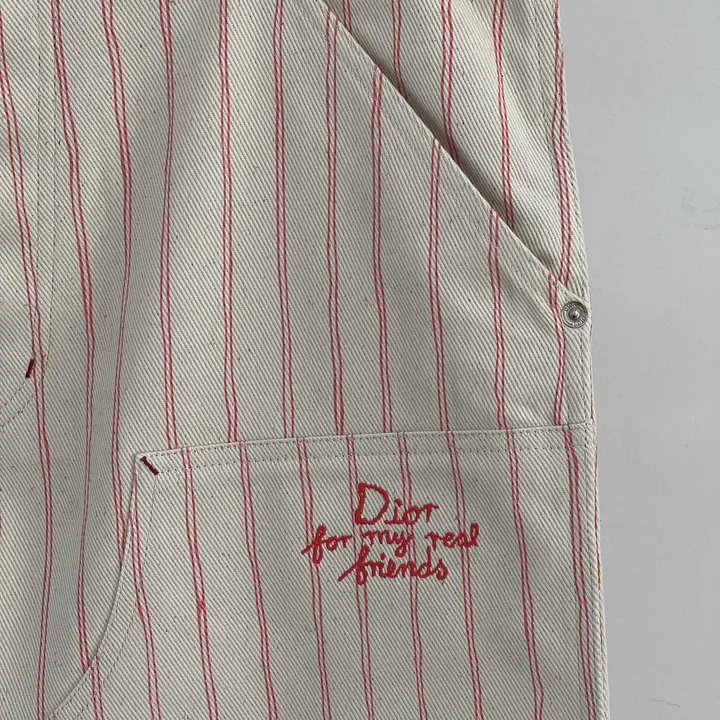 Dior
for my real
friends